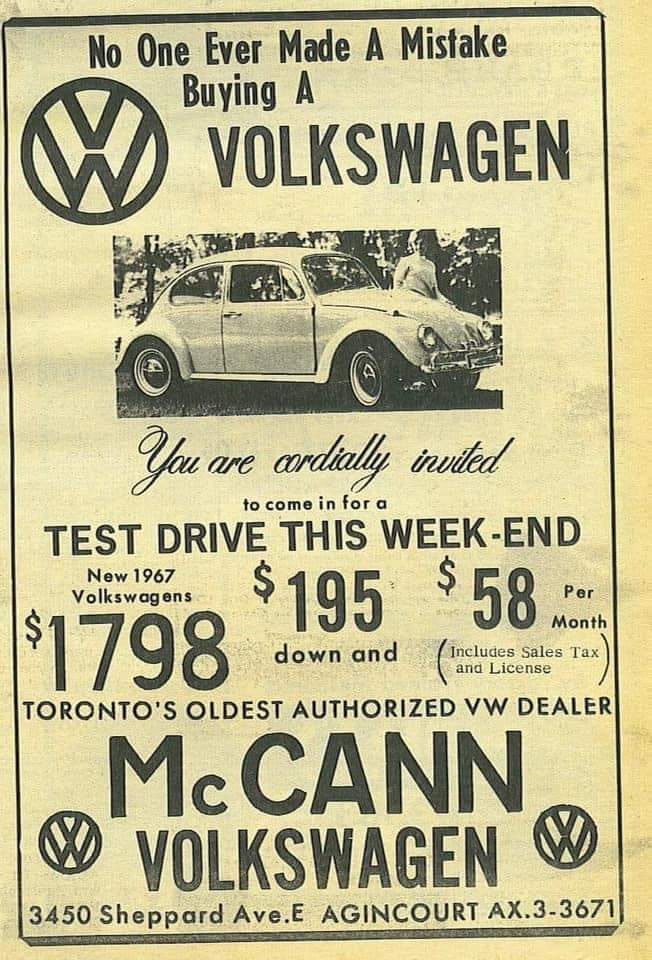 No One Ever Made A Mistake
Buying A
VOLKSWAGEN
You are cordially invited
to come in for a
TEST DRIVE THIS WEEK-END
New 1967
Volkswagens
$1798
$195
down and
$58 Per
Month
(Includes Sales Tax
and License)
TORONTO'S OLDEST AUTHORIZED VW DEALER
McCANN
VOLKSWAGEN
3450 Sheppard Ave.E AGINCOURT AX.3-3671